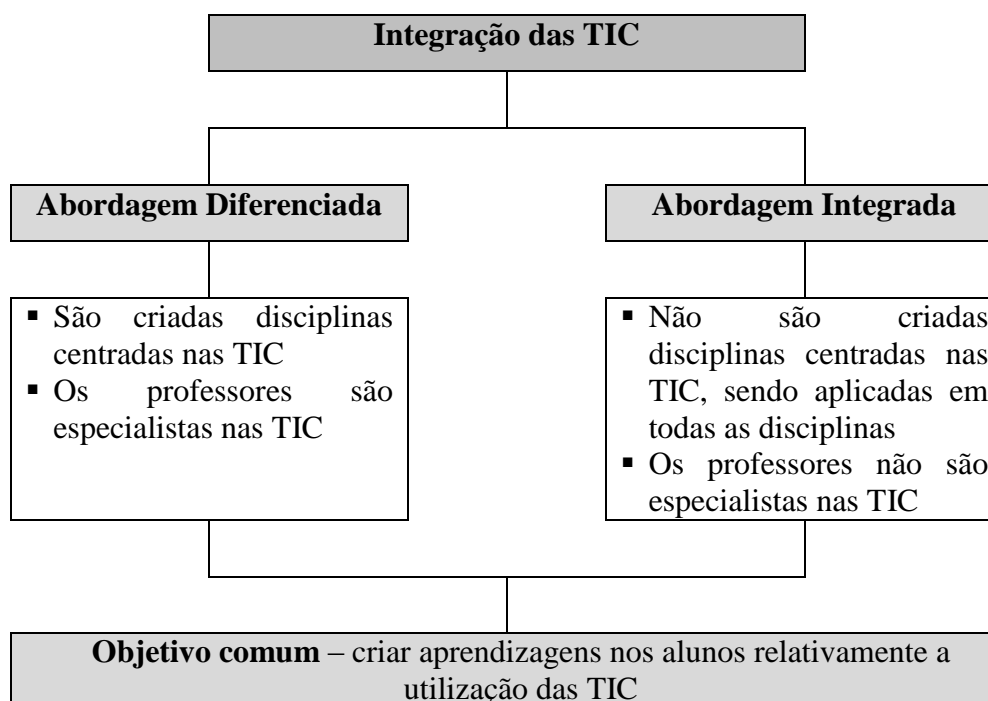 Integração das TIC
Abordagem Diferenciada
▪ São criadas disciplinas
centradas nas TIC
▪ Os professores são
especialistas nas TIC
Abordagem Integrada
▪ Não são criadas
disciplinas centradas nas
TIC, sendo aplicadas em
todas as disciplinas
▪ Os professores não são
especialistas nas TIC
Objetivo comum – criar aprendizagens nos alunos relativamente a
utilização das TIC